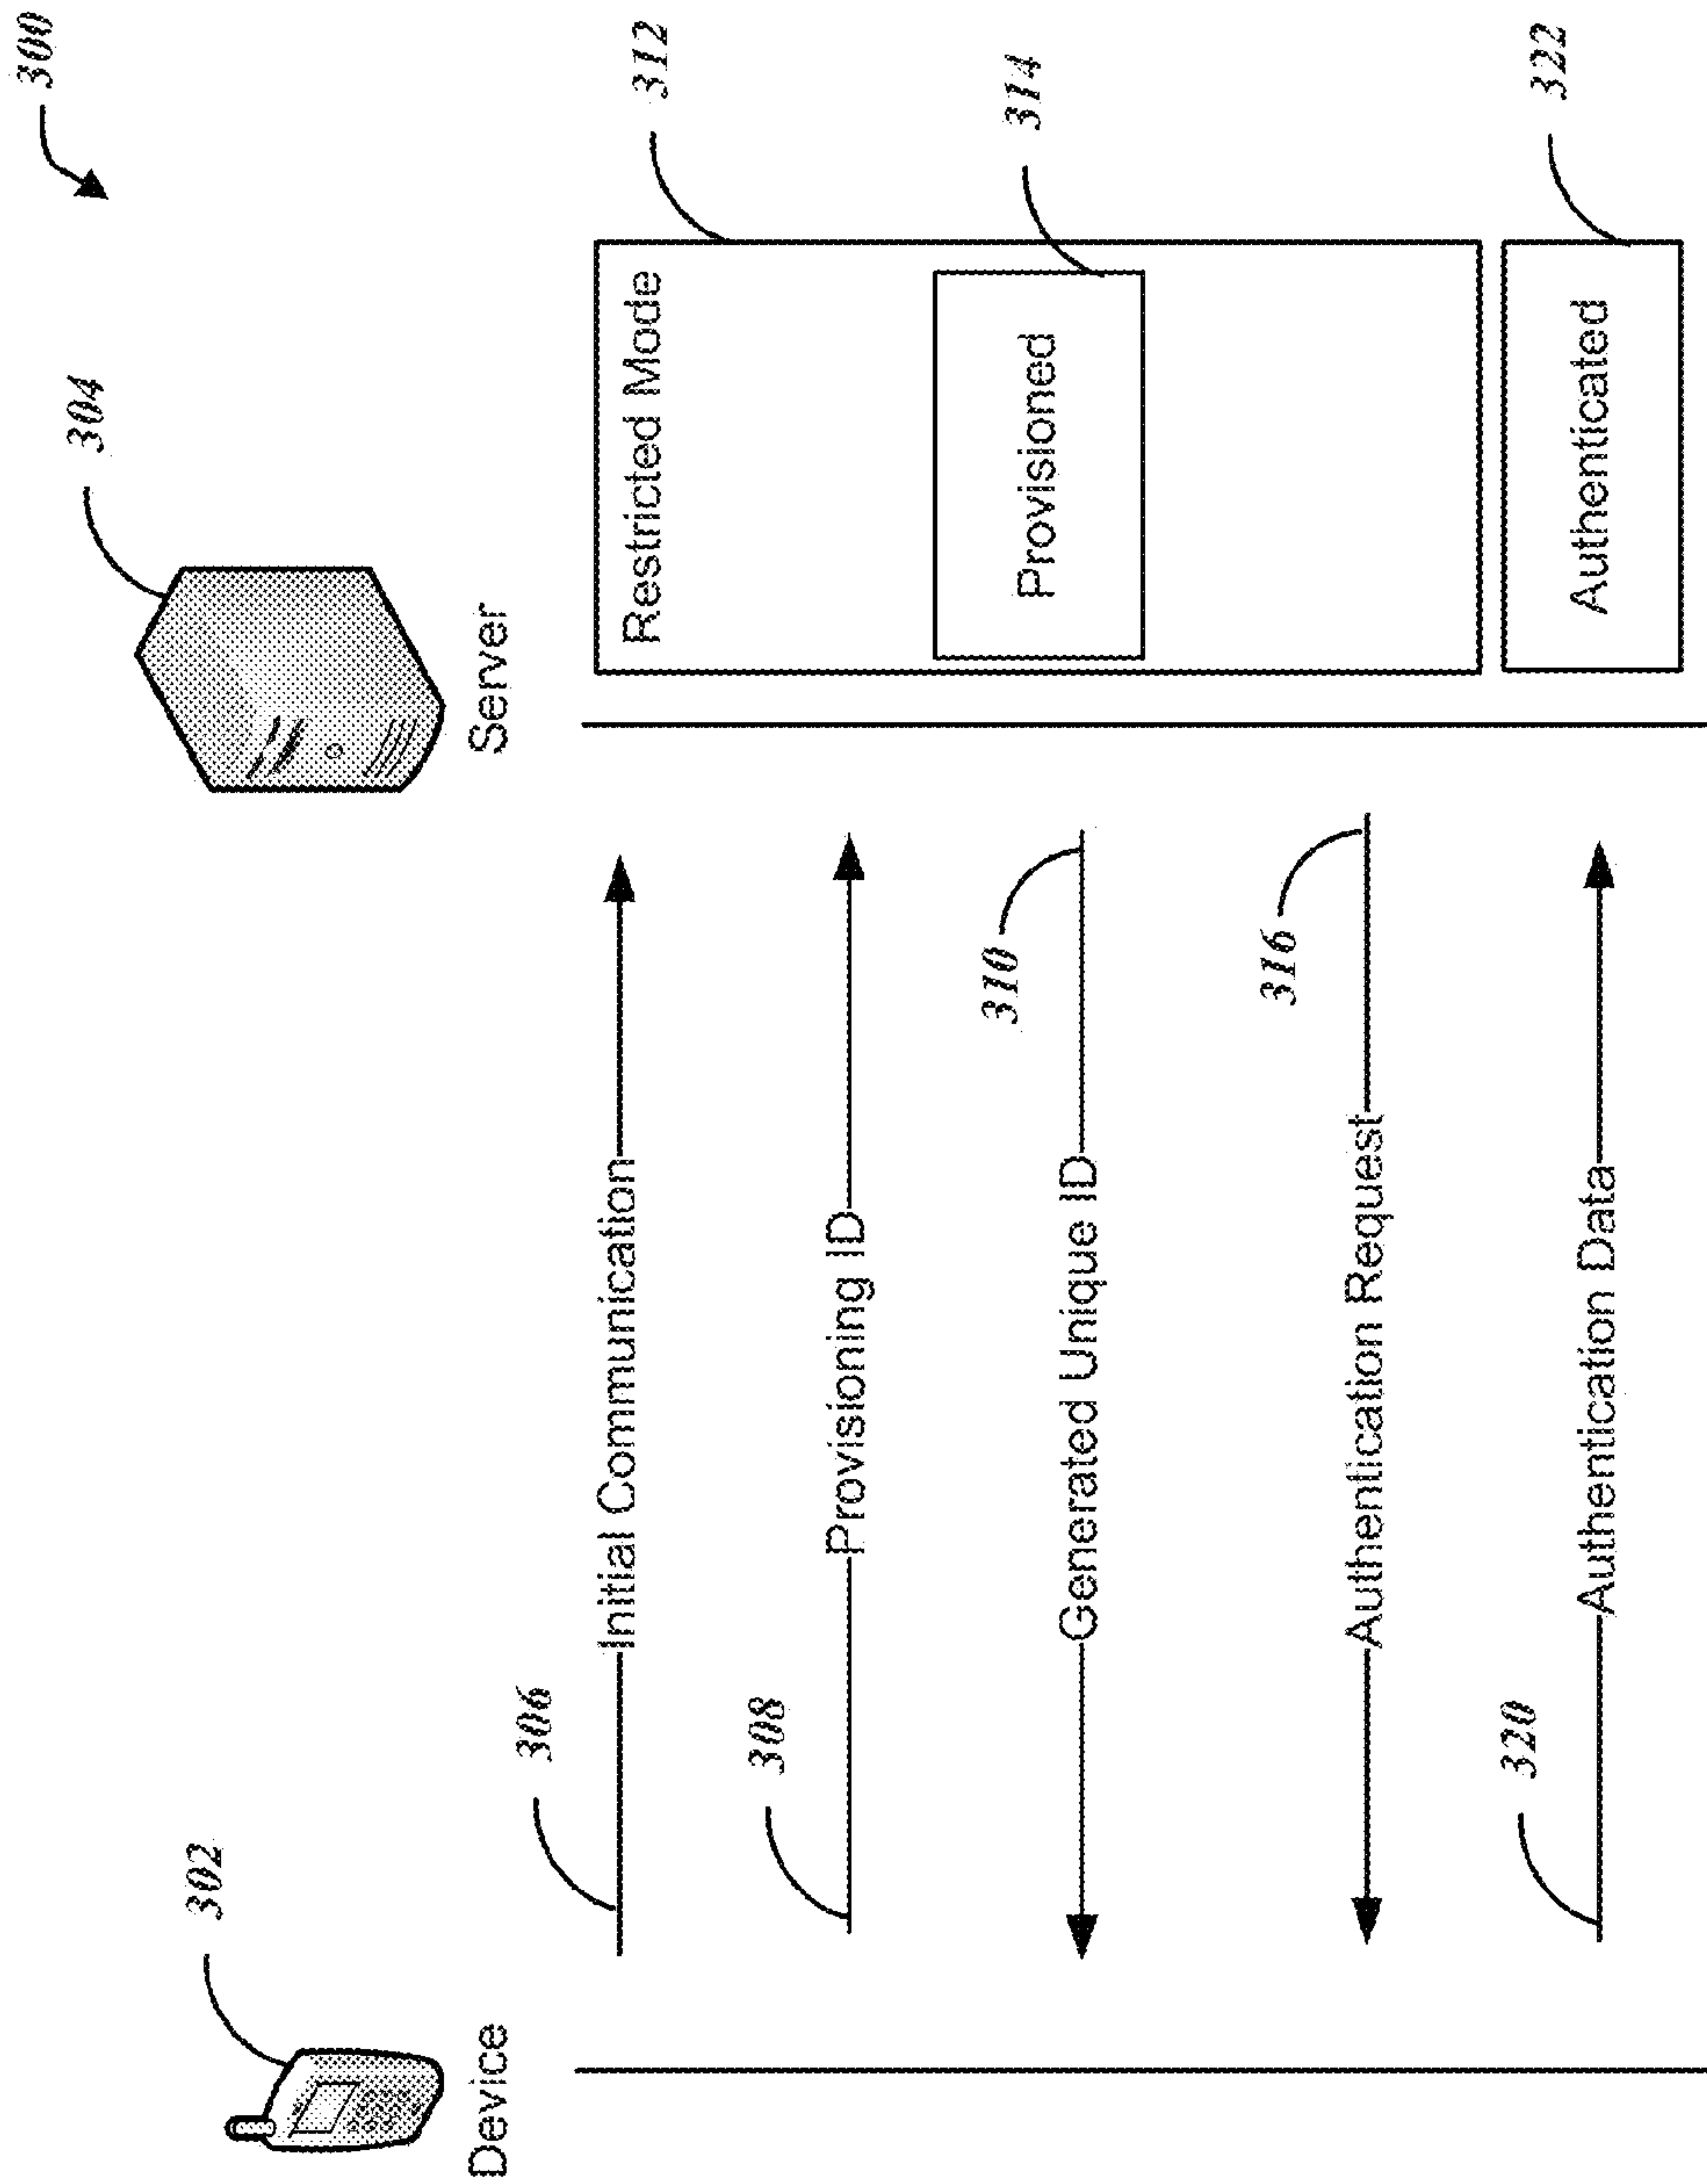 300
302
304
Device
Server
306
Initial Communication
Restricted Mode
312
308
Provisioning ID
310
Generated Unique ID
Provisioned
314
316
Authentication Request
320
Authentication Data
Authenticated
322